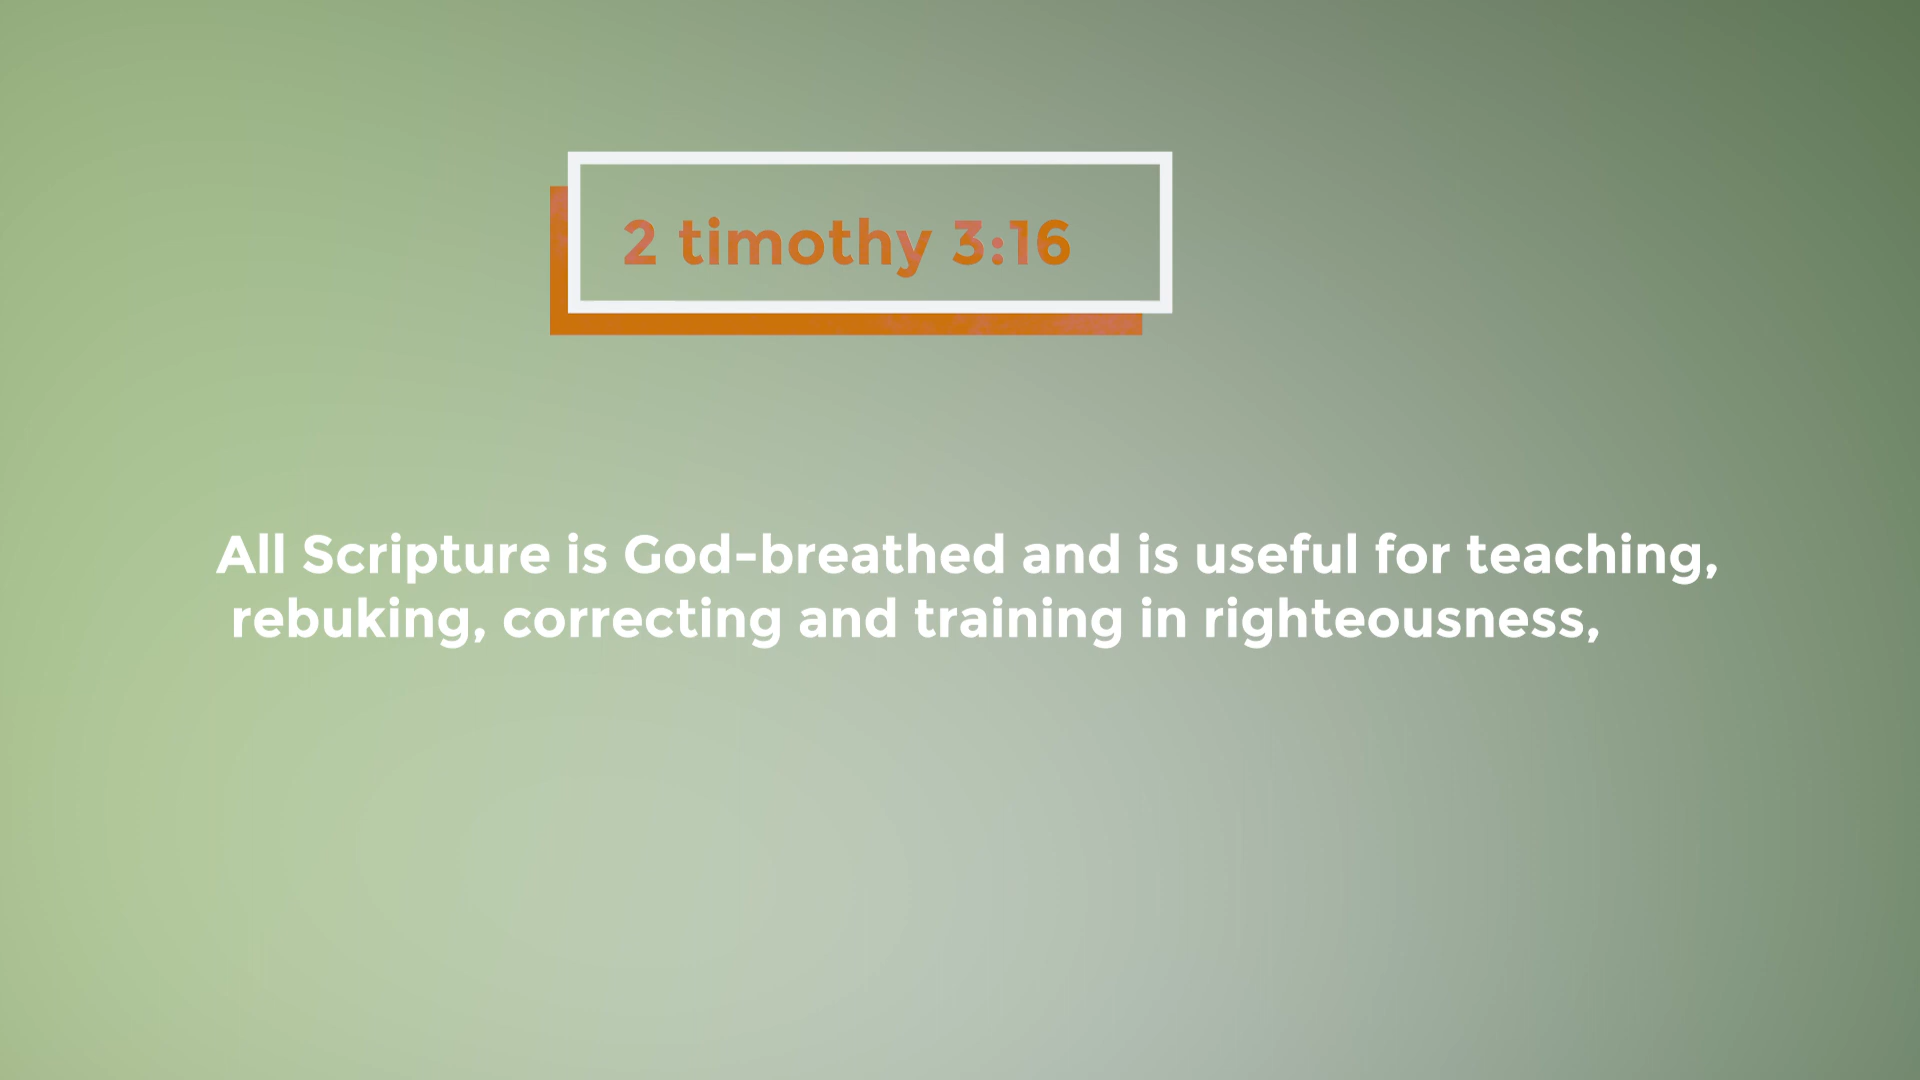 2 timothy 3:16
All Scripture is God-breathed and is useful for teaching,
rebuking, correcting and training in righteousness,